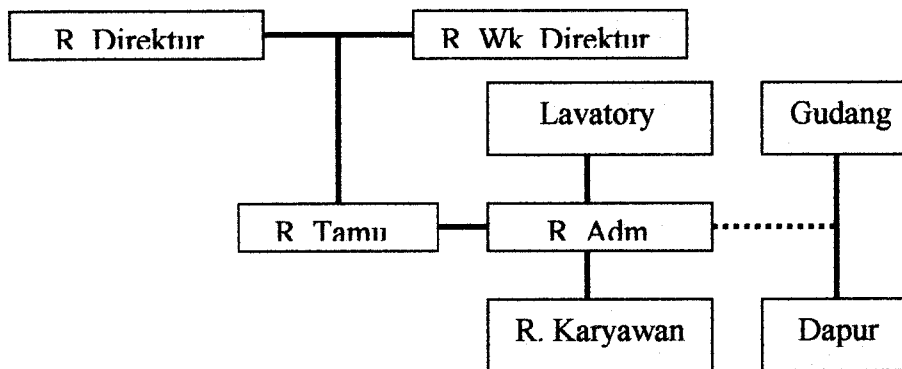 R Direktur
R Wk Direktur
Lavatory
Gudang
R Tamu
R Adm
R. Karyawan
Dapur